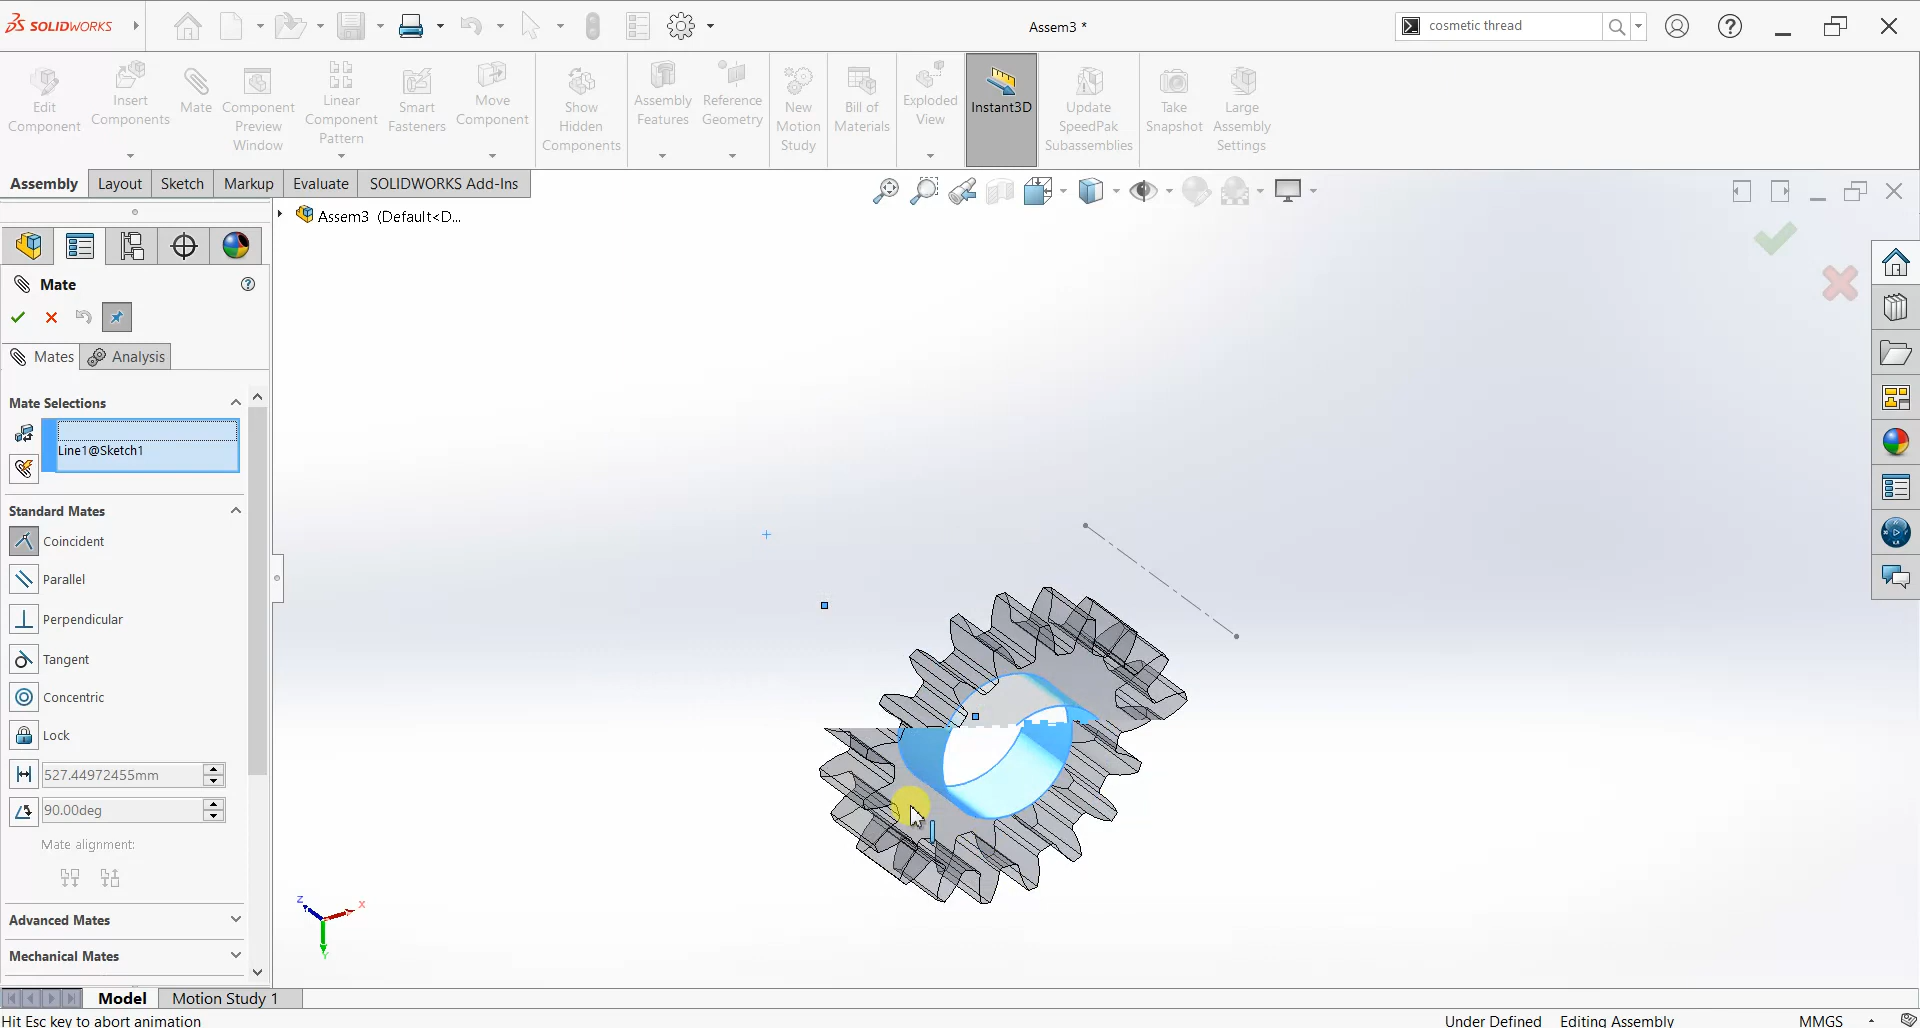 SOLIDWORKS
Assem3 *
cosmetic thread
Edit Component
Insert Components
Mate
Component Preview Window
Linear Component Pattern
Smart Fasteners
Move Component
Show Hidden Components
Assembly Features
Reference Geometry
New Motion Study
Bill of Materials
Exploded View
Instant3D
Update SpeedPak Subassemblies
Take Snapshot
Large Assembly Settings
Assembly
Layout
Sketch
Markup
Evaluate
SOLIDWORKS Add-Ins
Assem3 (Default<D...
Mate
Mates
Analysis
Mate Selections
Line1@Sketch1
Standard Mates
Coincident
Parallel
Perpendicular
Tangent
Concentric
Lock
527.44972455mm
90.00deg
Mate alignment:
Advanced Mates
Mechanical Mates
z
x
Y
Model
Motion Study 1
Hit Esc key to abort animation
Under Defined
Editing Assembly
MMGS